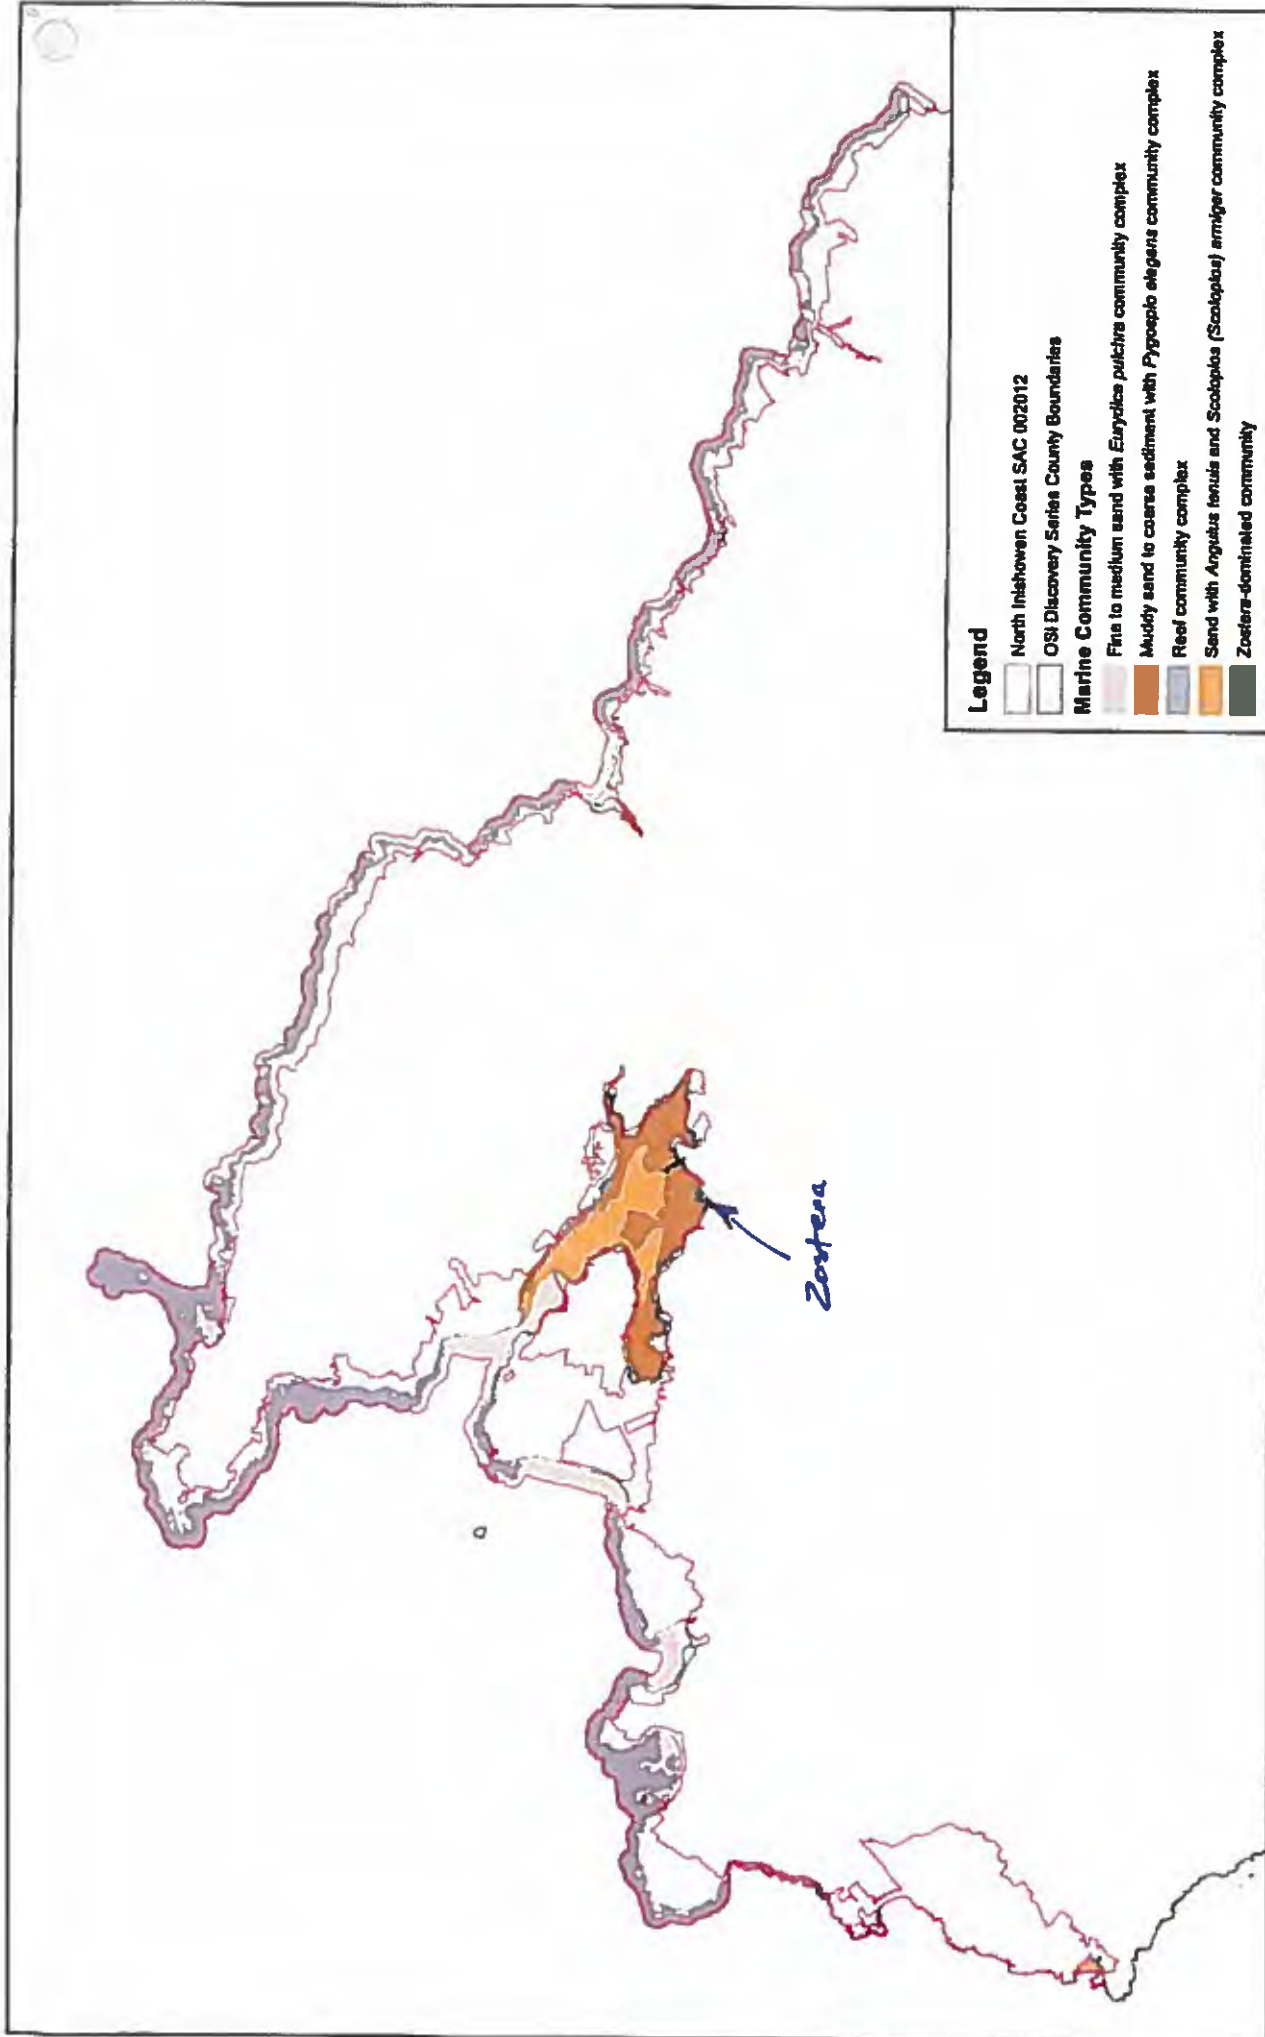 Legend
North Inishowen Coast SAC 002012
OSI Discovery Series County Boundaries
Marine Community Types
Fine to medium sand with Eurydice pulchra community complex
Muddy sand to coarse sediment with Pygospio elegans community complex
Reef community complex
Sand with Angulus tenuis and Scoloplos (Scoloplos) armiger community complex
Zostera-dominated community
Zostera